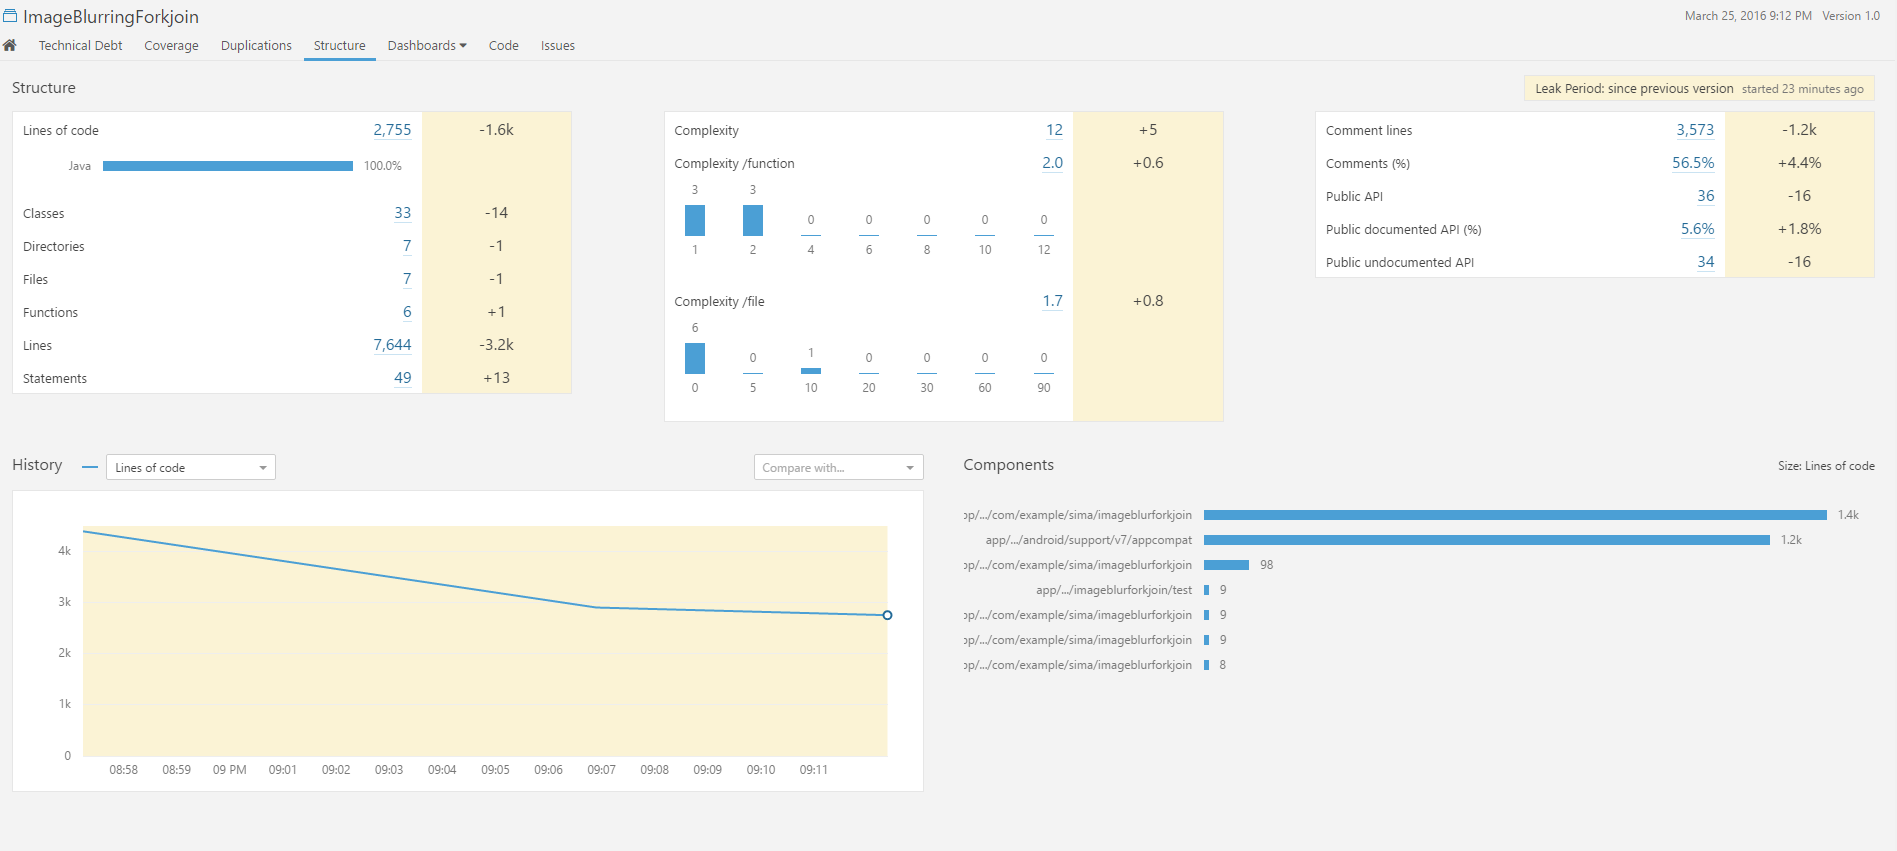 ImageBlurringForkjoin
March 25, 2016 9:12 PM Version 1.0
Technical Debt Coverage Duplications Structure Dashboards Code Issues
Structure
Leak Period: since previous version started 23 minutes ago
Lines of code 2,755 -1.6k
Java 100.0%
Classes 33 -14
Directories 7 -1
Files 7 -1
Functions 6 +1
Lines 7,644 -3.2k
Statements 49 +13
Complexity 12 +5
Complexity /function 2.0 +0.6
3 3 0 0 0 0 0
1 2 4 6 8 10 12
Complexity /file 1.7 +0.8
6 0 1 0 0 0 0
0 5 10 20 30 60 90
Comment lines 3,573 -1.2k
Comments (%) 56.5% +4.4%
Public API 36 -16
Public documented API (%) 5.6% +1.8%
Public undocumented API 34 -16
History Lines of code Compare with...
4k
3k
2k
1k
0
08:58 08:59 09 PM 09:01 09:02 09:03 09:04 09:05 09:06 09:07 09:08 09:09 09:10 09:11
Components Size: Lines of code
pp/.../com/example/sima/imageblurforkjoin 1.4k
app/.../android/support/v7/appcompat 1.2k
pp/.../com/example/sima/imageblurforkjoin 98
app/.../imageblurforkjoin/test 9
pp/.../com/example/sima/imageblurforkjoin 9
pp/.../com/example/sima/imageblurforkjoin 9
pp/.../com/example/sima/imageblurforkjoin 8